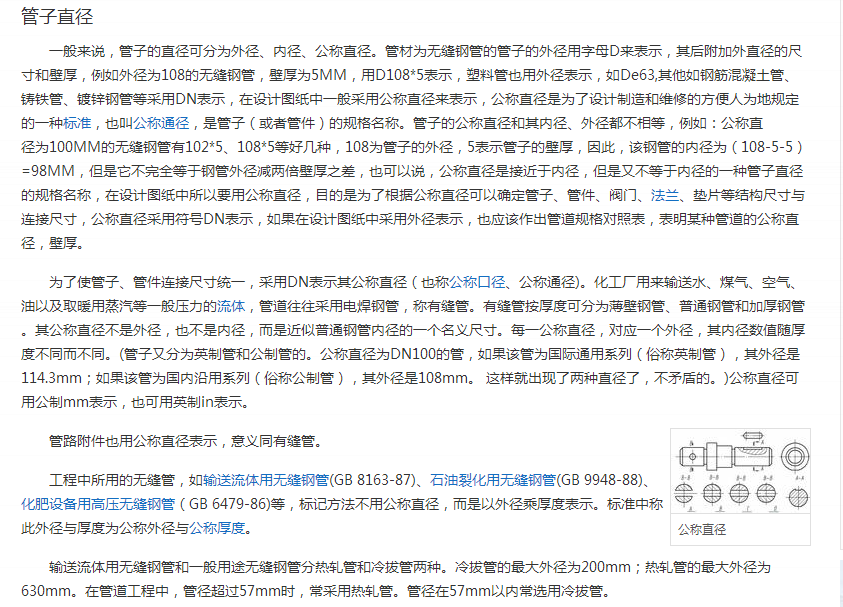 管子直径
一般来说，管子的直径可分为外径、内径、公称直径。管材为无缝钢管的管子的外径用字母D来表示，其后附加外直径的尺
寸和壁厚，例如外径为108的无缝钢管，壁厚为5MM，用D108*5表示，塑料管也用外径表示，如De63,其他如钢筋混凝土管、
铸铁管、镀锌钢管等采用DN表示，在设计图纸中一般采用公称直径来表示，公称直径是为了设计制造和维修的方便人为地规定
的一种标准，也叫公称通径，是管子（或者管件）的规格名称。管子的公称直径和其内径、外径都不相等，例如：公称直
径为100MM的无缝钢管有102*5、108*5等好几种，108为管子的外径，5表示管子的壁厚，因此，该钢管的内径为（108-5-5）
=98MM，但是它不完全等于钢管外径减两倍壁厚之差，也可以说，公称直径是接近于内径，但是又不等于内径的一种管子直径
的规格名称，在设计图纸中所以要用公称直径，目的是为了根据公称直径可以确定管子、管件、阀门、法兰、垫片等结构尺寸与
连接尺寸，公称直径采用符号DN表示，如果在设计图纸中采用外径表示，也应该作出管道规格对照表，表明某种管道的公称直
径，壁厚。
为了使管子、管件连接尺寸统一，采用DN表示其公称直径（也称公称口径、公称通径)。化工厂用来输送水、煤气、空气、
油以及取暖用蒸汽等一般压力的流体，管道往往采用电焊钢管，称有缝管。有缝管按厚度可分为薄壁钢管、普通钢管和加厚钢管
。其公称直径不是外径，也不是内径，而是近似普通钢管内径的一个名义尺寸。每一公称直径，对应一个外径，其内径数值随厚
度不同而不同。(管子又分为英制管和公制管的。公称直径为DN100的管，如果该管为国际通用系列（俗称英制管），其外径是
114.3mm；如果该管为国内沿用系列（俗称公制管），其外径是108mm。 这样就出现了两种直径了，不矛盾的。)公称直径可
用公制mm表示，也可用英制in表示。
管路附件也用公称直径表示，意义同有缝管。
工程中所用的无缝管，如输送流体用无缝钢管(GB 8163-87)、石油裂化用无缝钢管(GB 9948-88)、
化肥设备用高压无缝钢管（GB 6479-86)等，标记方法不用公称直径，而是以外径乘厚度表示。标准中称
此外径与厚度为公称外径与公称厚度。
公称直径
输送流体用无缝钢管和一般用途无缝钢管分热轧管和冷拔管两种。冷拔管的最大外径为200mm；热轧管的最大外径为
630mm。在管道工程中，管径超过57mm时，常采用热轧管。管径在57mm以内常选用冷拔管。